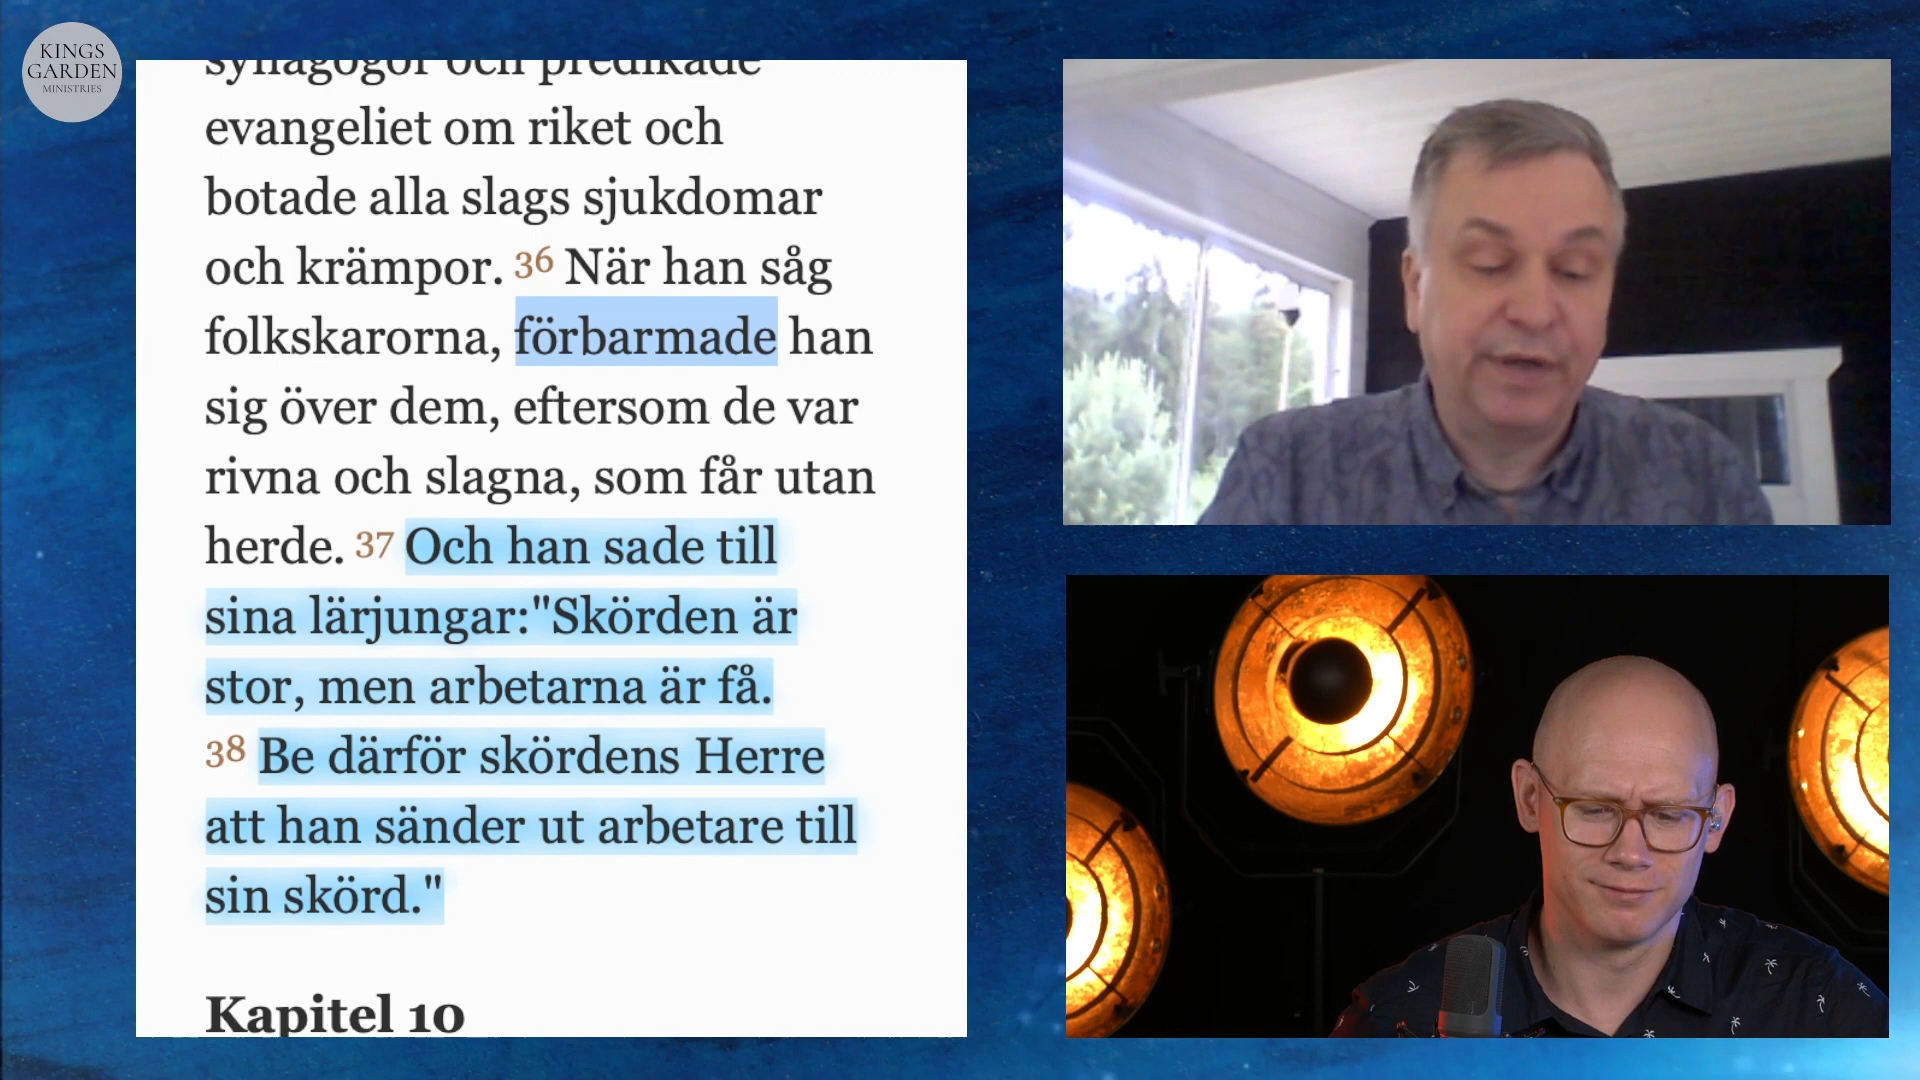 KINGS
GARDEN
MINISTRIES
synagogor och predikade
evangeliet om riket och
botade alla slags sjukdomar
och krämpor. 36 När han såg
folkskarorna, förbarmade han
sig över dem, eftersom de var
rivna och slagna, som får utan
herde. 37 Och han sade till
sina lärjungar:"Skörden är
stor, men arbetarna är få.
38 Be därför skördens Herre
att han sänder ut arbetare till
sin skörd."
Kapitel 10